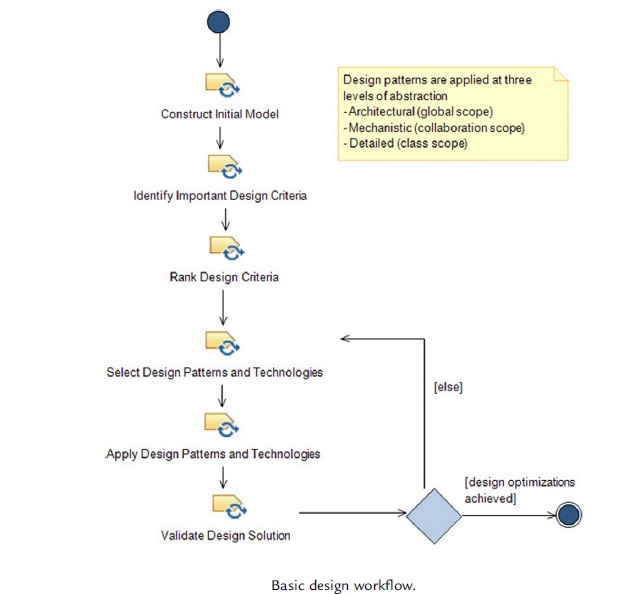 Design patterns are applied at three
levels of abstraction
- Architectural (global scope)
- Mechanistic (collaboration scope)
- Detailed (class scope)
Construct Initial Model
Identify Important Design Criteria
Rank Design Criteria
Select Design Patterns and Technologies
[else]
Apply Design Patterns and Technologies
[design optimizations
achieved]
Validate Design Solution
Basic design workflow.